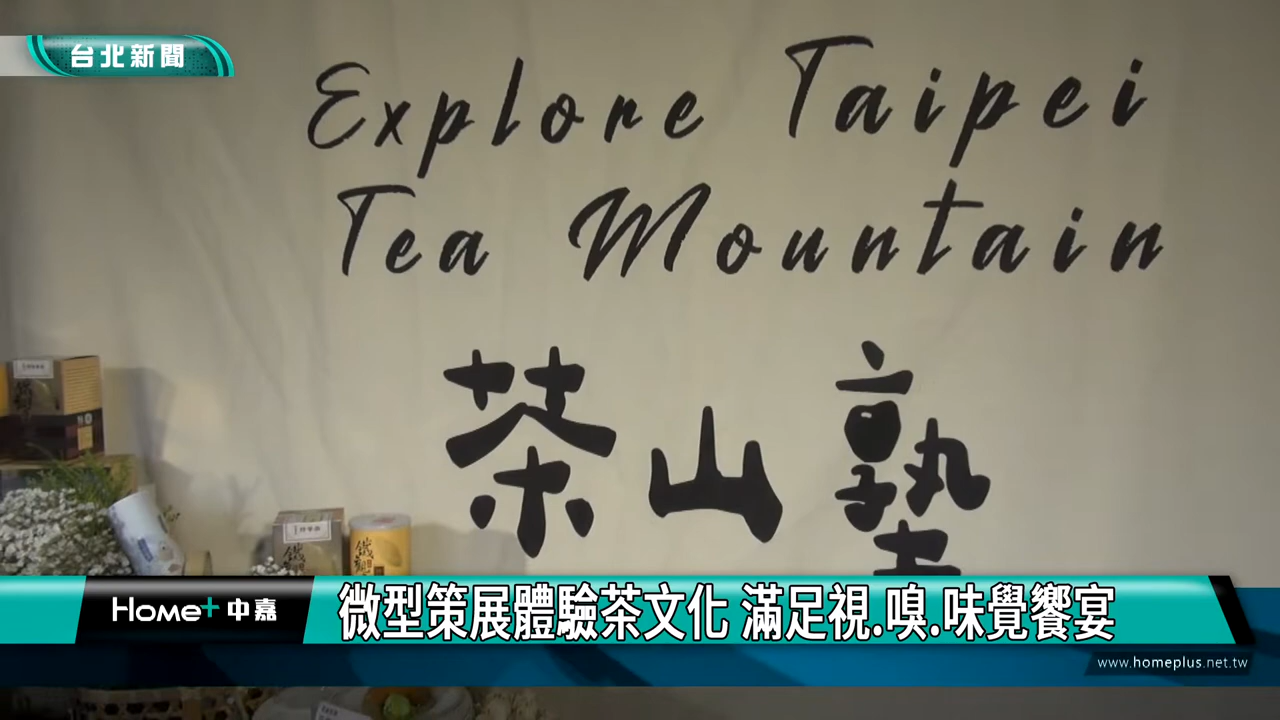 台北新聞
Explore Taipei
Tea Mountain
茶山塾
Home+中嘉
微型策展體驗茶文化 滿足視.嗅.味覺饗宴
www.homeplus.net.tw